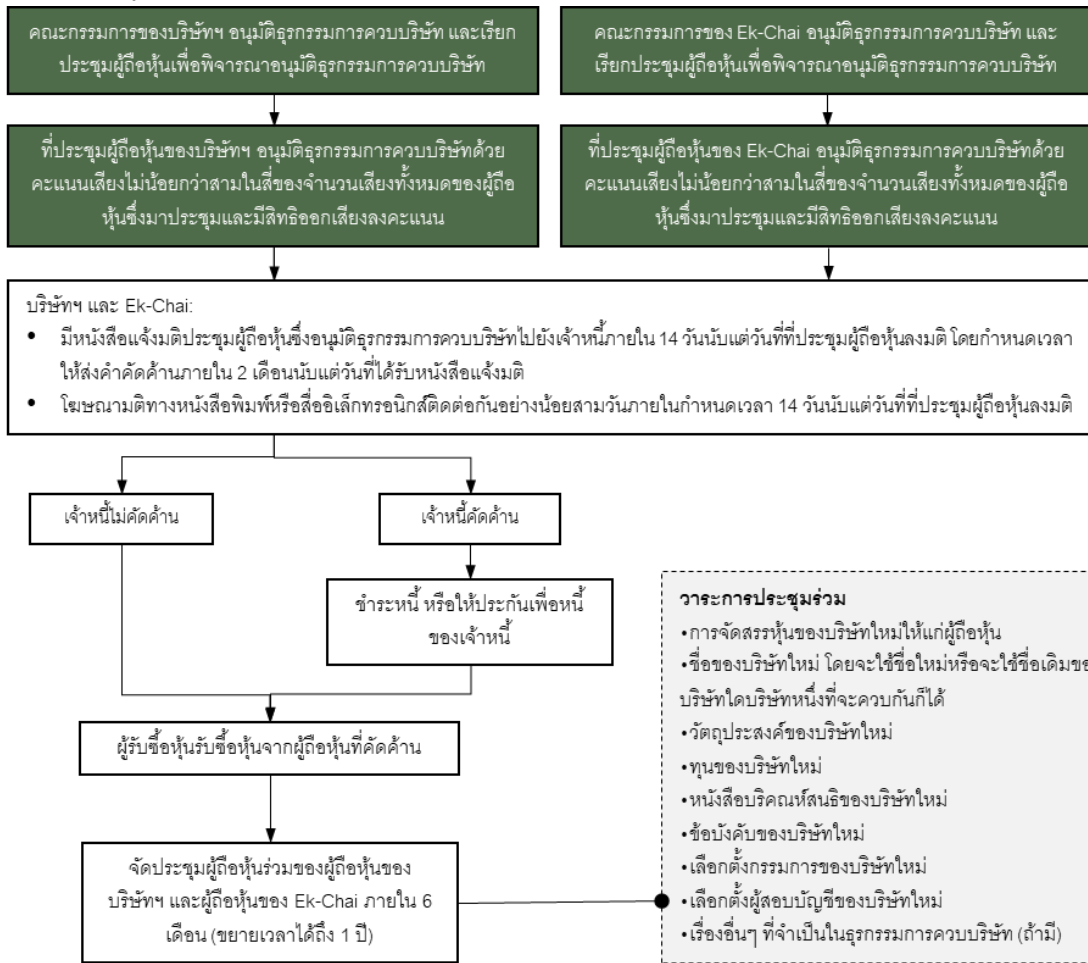 คณะกรรมการของบริษัทฯ อนุมัติธุรกรรมการควบบริษัท และเรียก
ประชุมผู้ถือหุ้นเพื่อพิจารณาอนุมัติธุรกรรมการควบบริษัท
คณะกรรมการของ Ek-Chai อนุมัติธุรกรรมการควบบริษัท และ
เรียกประชุมผู้ถือหุ้นเพื่อพิจารณาอนุมัติธุรกรรมการควบบริษัท
ที่ประชุมผู้ถือหุ้นของบริษัทฯ อนุมัติธุรกรรมการควบบริษัทด้วย
คะแนนเสียงไม่น้อยกว่าสามในสี่ของจำนวนเสียงทั้งหมดของผู้ถือ
หุ้นซึ่งมาประชุมและมีสิทธิออกเสียงลงคะแนน
ที่ประชุมผู้ถือหุ้นของ Ek-Chai อนุมัติธุรกรรมการควบบริษัทด้วย
คะแนนเสียงไม่น้อยกว่าสามในสี่ของจำนวนเสียงทั้งหมดของผู้ถือ
หุ้นซึ่งมาประชุมและมีสิทธิออกเสียงลงคะแนน
บริษัทฯ และ Ek-Chai:
• มีหนังสือแจ้งมติประชุมผู้ถือหุ้นซึ่งอนุมัติธุรกรรมการควบบริษัทไปยังเจ้าหนี้ภายใน 14 วันนับแต่วันที่ที่ประชุมผู้ถือหุ้นลงมติ โดยกำหนดเวลา
ให้ส่งคำคัดค้านภายใน 2 เดือนนับแต่วันที่ได้รับหนังสือแจ้งมติ
• โฆษณามติทางหนังสือพิมพ์หรือสื่ออิเล็กทรอนิกส์ติดต่อกันอย่างน้อยสามวันภายในกำหนดเวลา 14 วันนับแต่วันที่ที่ประชุมผู้ถือหุ้นลงมติ
เจ้าหนี้ไม่คัดค้าน
เจ้าหนี้คัดค้าน
ชำระหนี้ หรือให้ประกันเพื่อหนี้
ของเจ้าหนี้
ผู้รับซื้อหุ้นรับซื้อหุ้นจากผู้ถือหุ้นที่คัดค้าน
จัดประชุมผู้ถือหุ้นร่วมของผู้ถือหุ้นของ
บริษัทฯ และผู้ถือหุ้นของ Ek-Chai ภายใน 6
เดือน (ขยายเวลาได้ถึง 1 ปี)
วาระการประชุมร่วม
•การจัดสรรหุ้นของบริษัทใหม่ให้แก่ผู้ถือหุ้น
•ชื่อของบริษัทใหม่ โดยจะใช้ชื่อใหม่หรือจะใช้ชื่อเดิมขอ
บริษัทใดบริษัทหนึ่งที่จะควบกันก็ได้
•วัตถุประสงค์ของบริษัทใหม่
•ทุนของบริษัทใหม่
•หนังสือบริคณห์สนธิของบริษัทใหม่
•ข้อบังคับของบริษัทใหม่
•เลือกตั้งกรรมการของบริษัทใหม่
•เลือกตั้งผู้สอบบัญชีของบริษัทใหม่
•เรื่องอื่นๆ ที่จำเป็นในธุรกรรมการควบบริษัท (ถ้ามี)